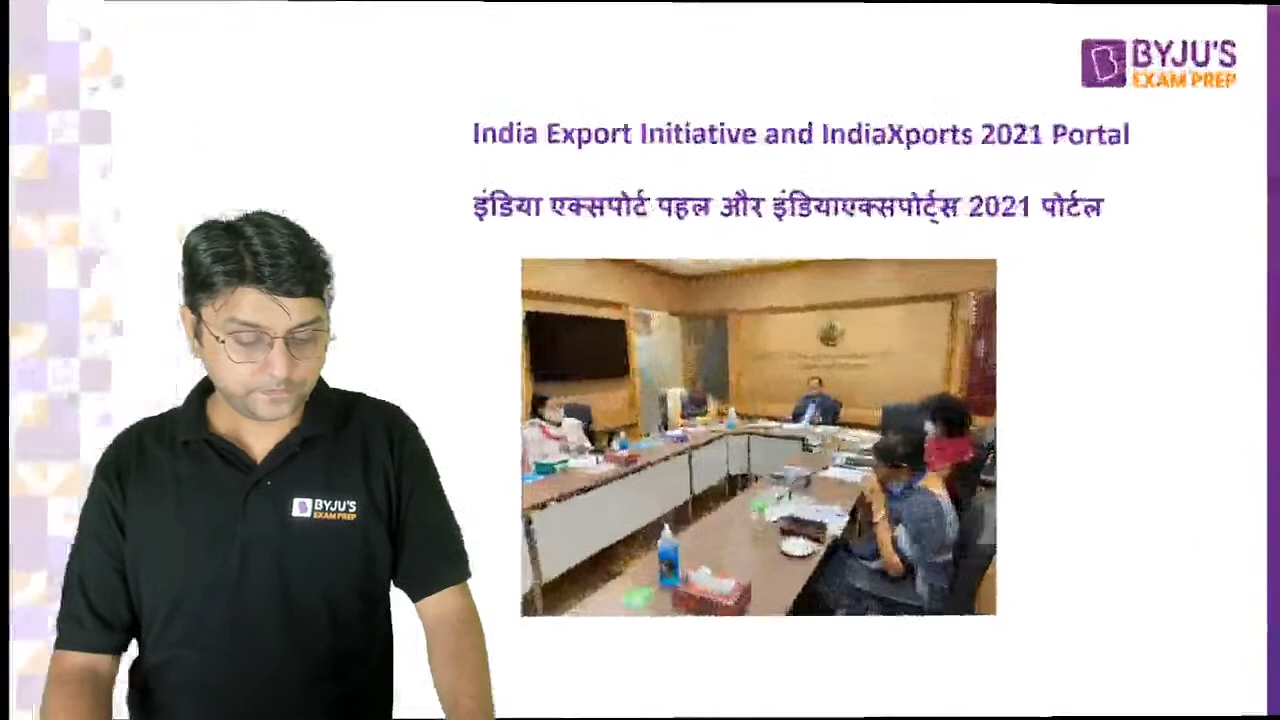 BYJU'S
EXAM PREP
India Export Initiative and IndiaXports 2021 Portal
इंडिया एक्सपोर्ट पहल और इंडियाएक्सपोर्ट्स 2021 पोर्टल
BYJU'S
EXAM PREP